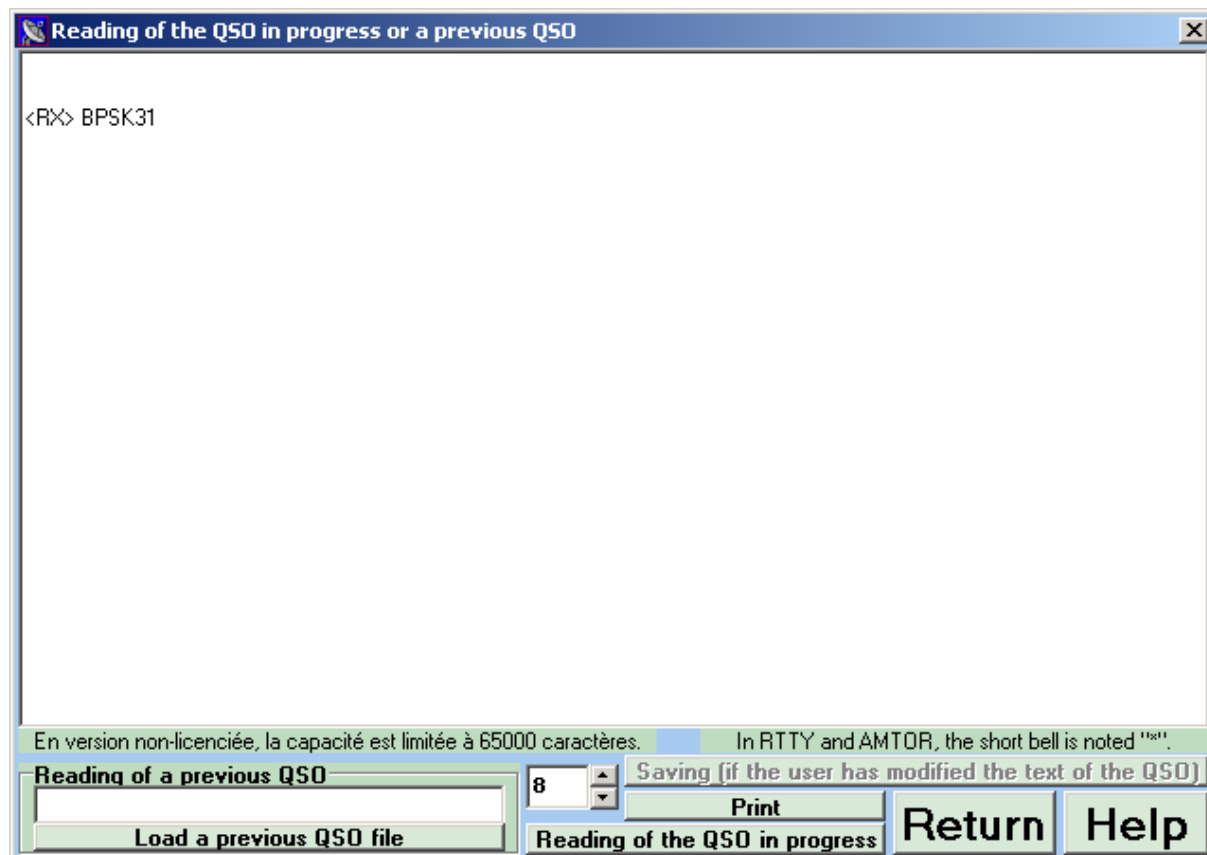 Reading of the QSO in progress or a previous QSO
<RX> BPSK31
En version non-licenciée, la capacité est limitée à 65000 caractères.
In RTTY and AMTOR, the short bell is noted "*".
Reading of a previous QSO
Load a previous QSO file
8
Saving (if the user has modified the text of the QSO)
Print
Reading of the QSO in progress
Return
Help